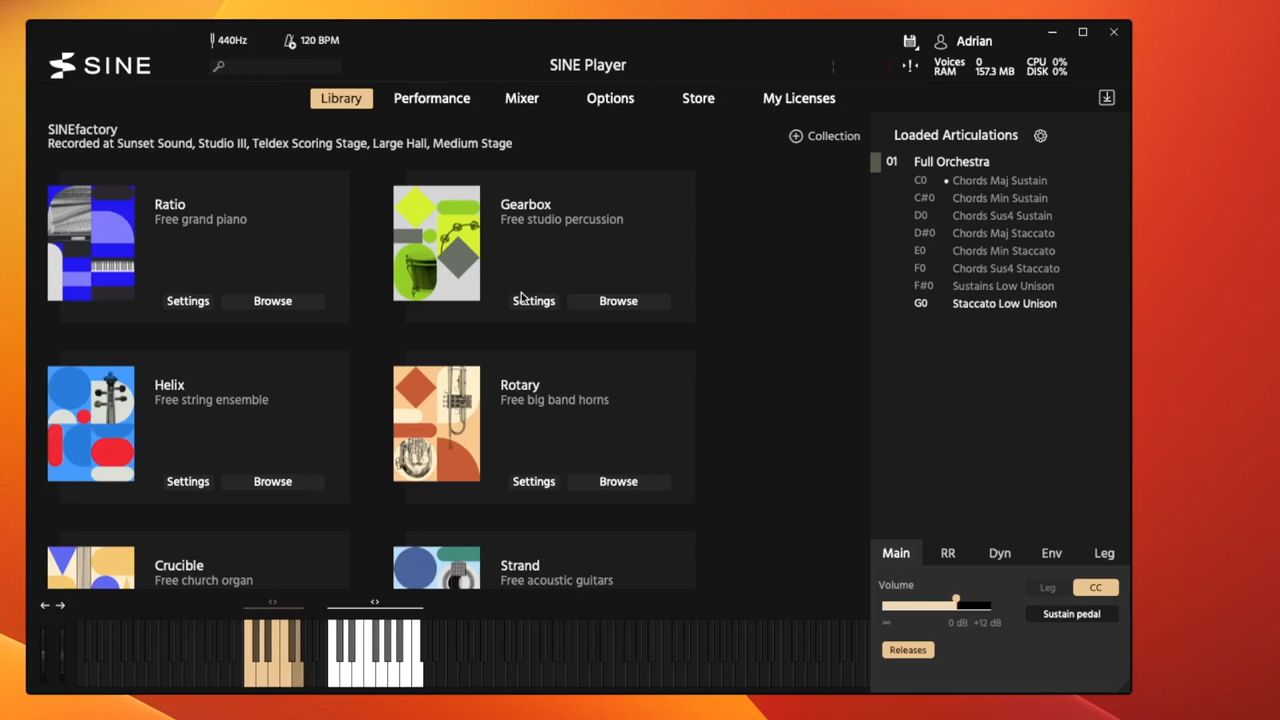 SINE
440Hz
120 BPM
SINE Player
Adrian
Voices 0
RAM 157.3 MB
CPU 0%
DISK 0%
Library
Performance
Mixer
Options
Store
My Licenses
SINEfactory
Recorded at Sunset Sound, Studio III, Teldex Scoring Stage, Large Hall, Medium Stage
Collection
Ratio
Free grand piano
Settings
Browse
Gearbox
Free studio percussion
Settings
Browse
Helix
Free string ensemble
Settings
Browse
Rotary
Free big band horns
Settings
Browse
Crucible
Free church organ
Strand
Free acoustic guitars
Loaded Articulations
01 Full Orchestra
C0 Chords Maj Sustain
C#0 Chords Min Sustain
D0 Chords Sus4 Sustain
D#0 Chords Maj Staccato
E0 Chords Min Staccato
F0 Chords Sus4 Staccato
F#0 Sustains Low Unison
G0 Staccato Low Unison
Main
RR
Dyn
Env
Leg
Volume
∞ 0 dB +12 dB
Leg
CC
Sustain pedal
Releases